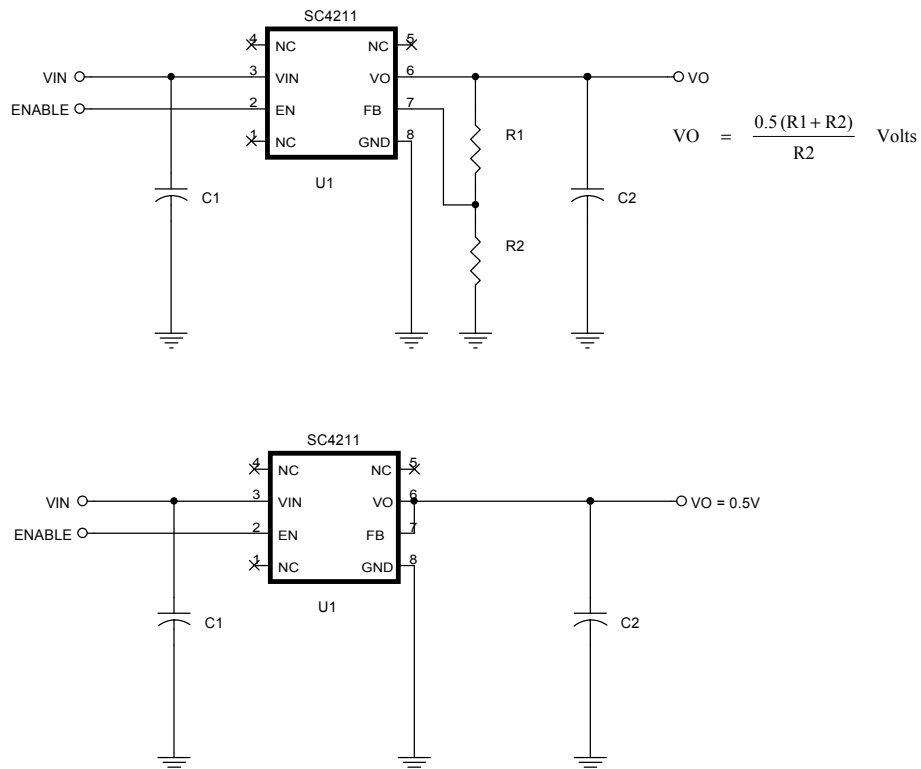 SC4211
4 NC NC 5
VIN 3 VIN VO 6 VO
ENABLE 2 EN FB 7
1 NC GND 8
R1
VO = 0.5 (R1 + R2) / R2 Volts
U1
C1
C2
R2
SC4211
4 NC NC 5
VIN 3 VIN VO 6 VO = 0.5V
ENABLE 2 EN FB 7
1 NC GND 8
U1
C1
C2